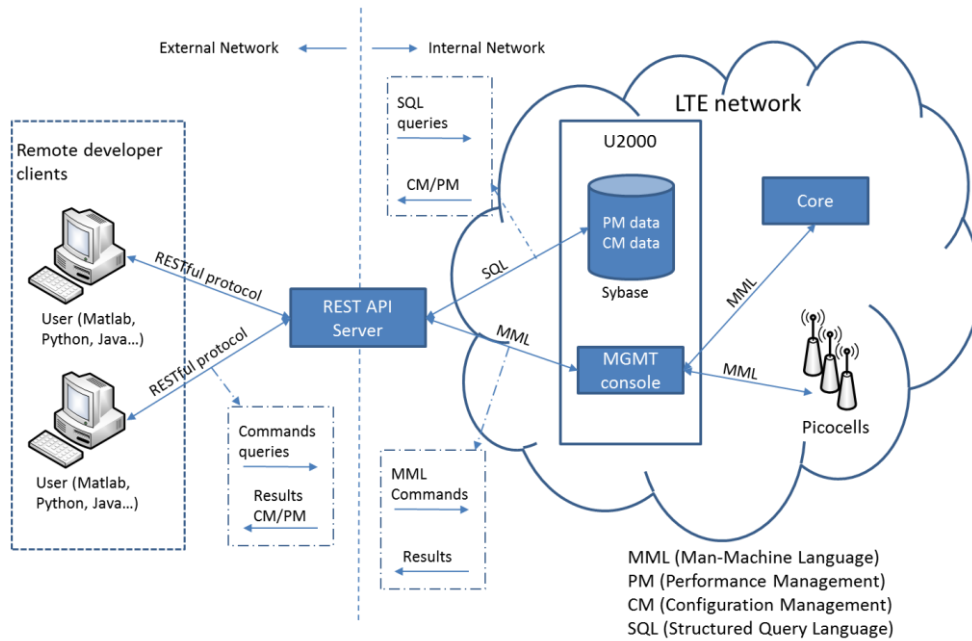 External Network
Internal Network
SQL
queries
CM/PM
LTE network
U2000
PM data
CM data
Sybase
Core
Remote developer
clients
User (Matlab,
Python, Java...)
User (Matlab,
Python, Java...)
RESTful protocol
RESTful protocol
REST API
Server
SQL
MML
MGMT
console
MML
MML
Picocells
Commands
queries
Results
CM/PM
MML
Commands
Results
MML (Man-Machine Language)
PM (Performance Management)
CM (Configuration Management)
SQL (Structured Query Language)